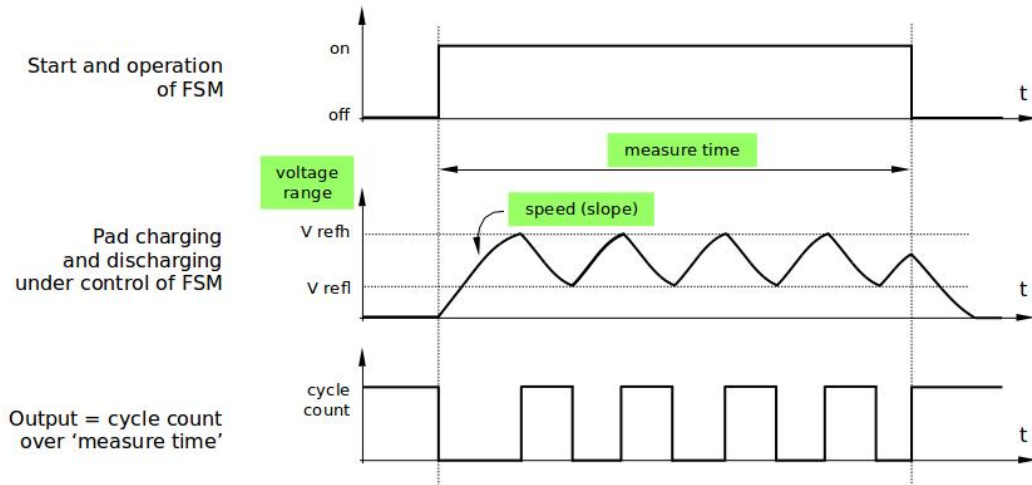 Start and operation
of FSM
on
off
t
measure time
voltage
range
speed (slope)
Pad charging
and discharging
under control of FSM
V refh
V refl
t
Output = cycle count
over ‘measure time’
cycle
count
t